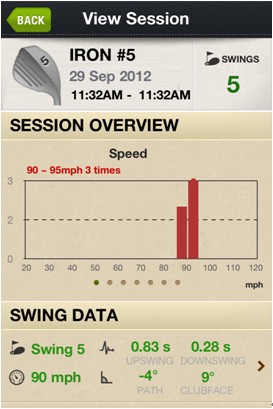 BACK View Session
IRON #5
29 Sep 2012
11:32AM - 11:32AM
SWINGS
5
5
SESSION OVERVIEW
Speed
90 ~ 95mph 3 times
3
2
0
20 30 40 50 60 70 80 90 100 110 120
mph
SWING DATA
Swing 5 0.83 s 0.28 s
UPSWING DOWNSWING
90 mph -4° 9°
PATH CLUBFACE